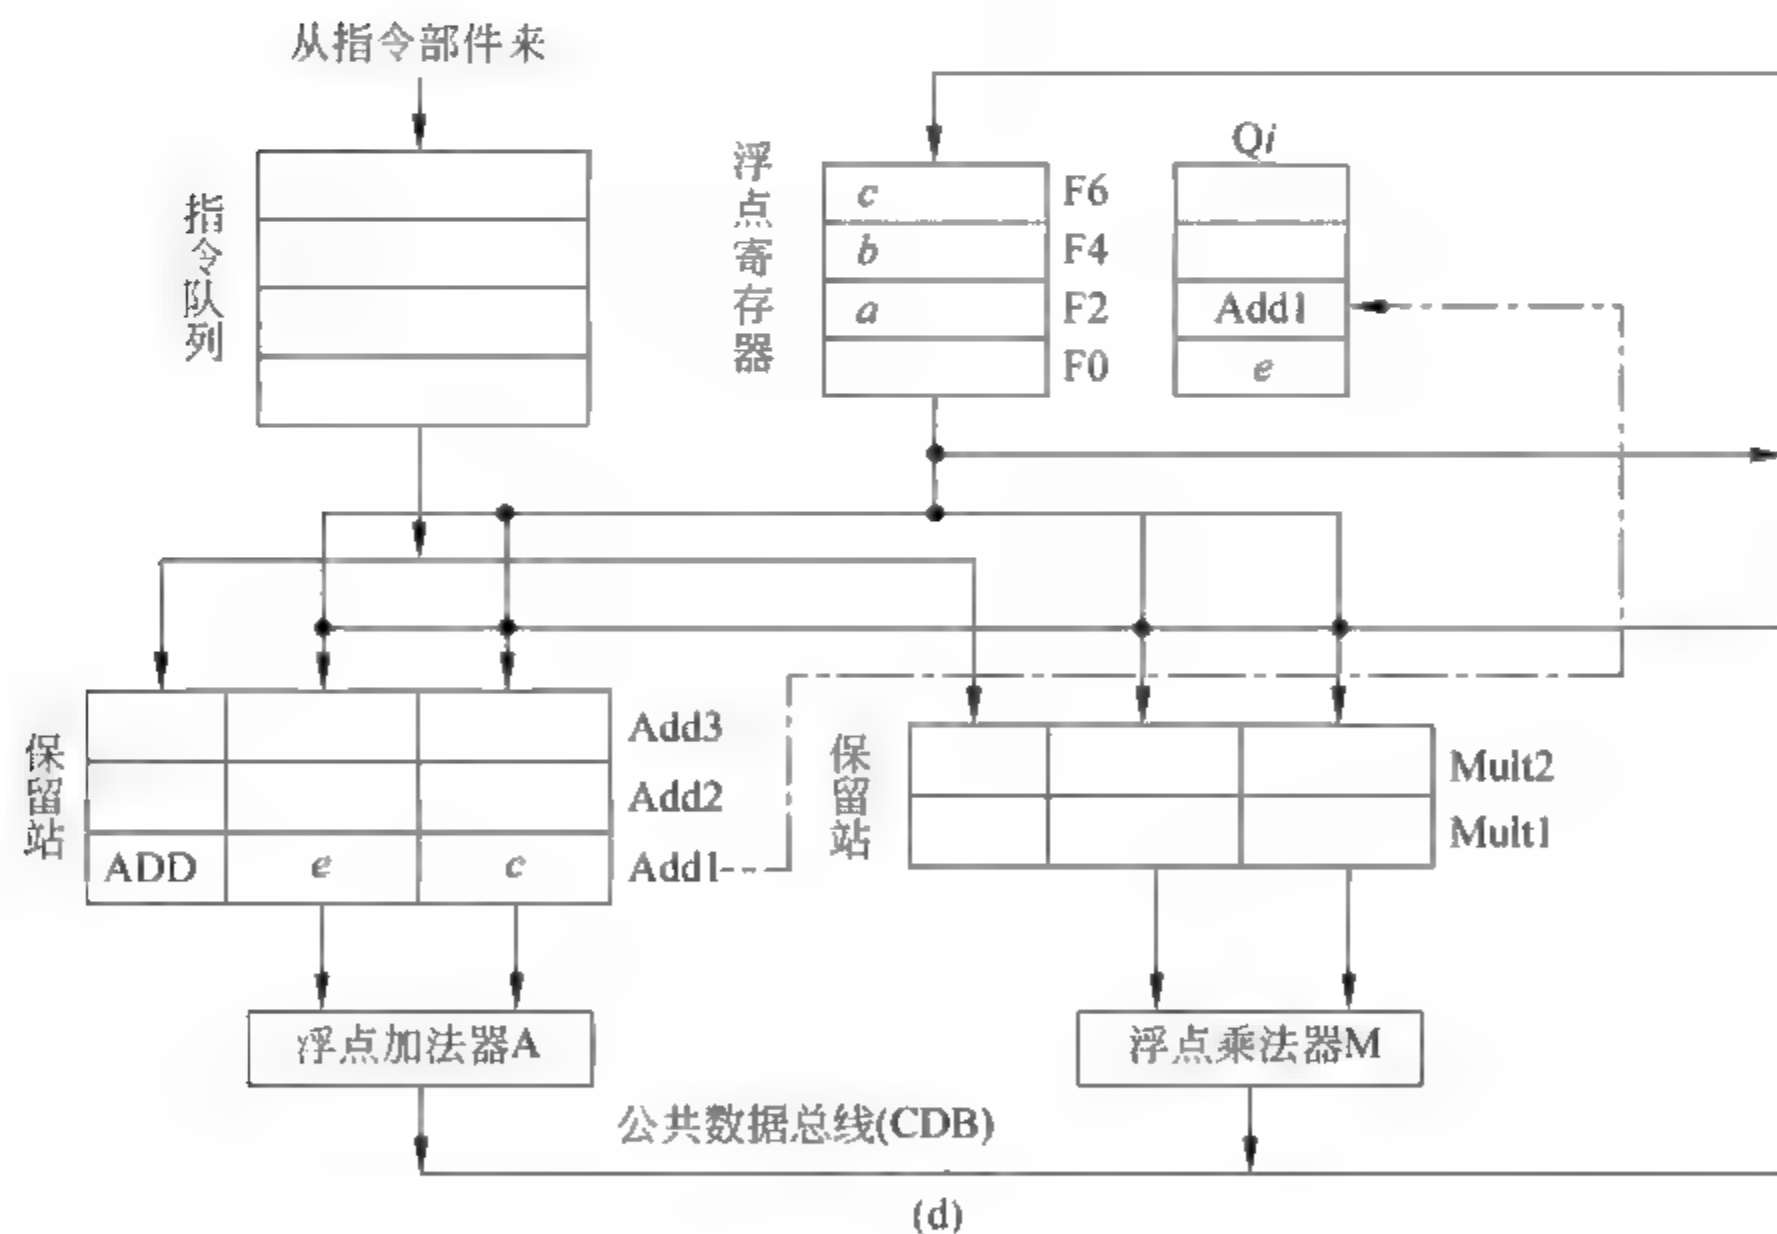 从指令部件来
指令队列
浮点寄存器
Qi
c F6
b F4
a F2 Add1
F0 e
保留站
Add3
Add2
ADD e c Add1
保留站
Mult2
Mult1
浮点加法器A
浮点乘法器M
公共数据总线(CDB)
(d)